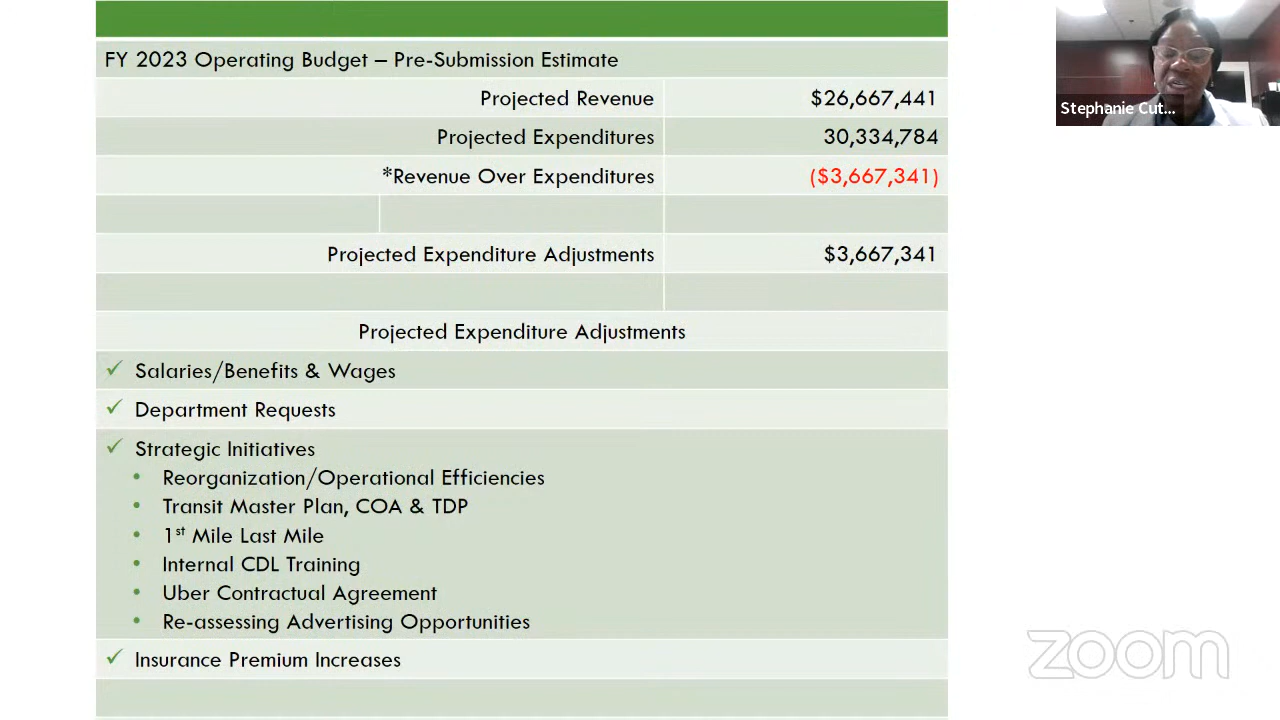 FY 2023 Operating Budget – Pre-Submission Estimate
Projected Revenue $26,667,441
Projected Expenditures 30,334,784
*Revenue Over Expenditures ($3,667,341)
Projected Expenditure Adjustments $3,667,341
Projected Expenditure Adjustments
✓ Salaries/Benefits & Wages
✓ Department Requests
✓ Strategic Initiatives
• Reorganization/Operational Efficiencies
• Transit Master Plan, COA & TDP
• 1st Mile Last Mile
• Internal CDL Training
• Uber Contractual Agreement
• Re-assessing Advertising Opportunities
✓ Insurance Premium Increases
Stephanie Cut...
zoom